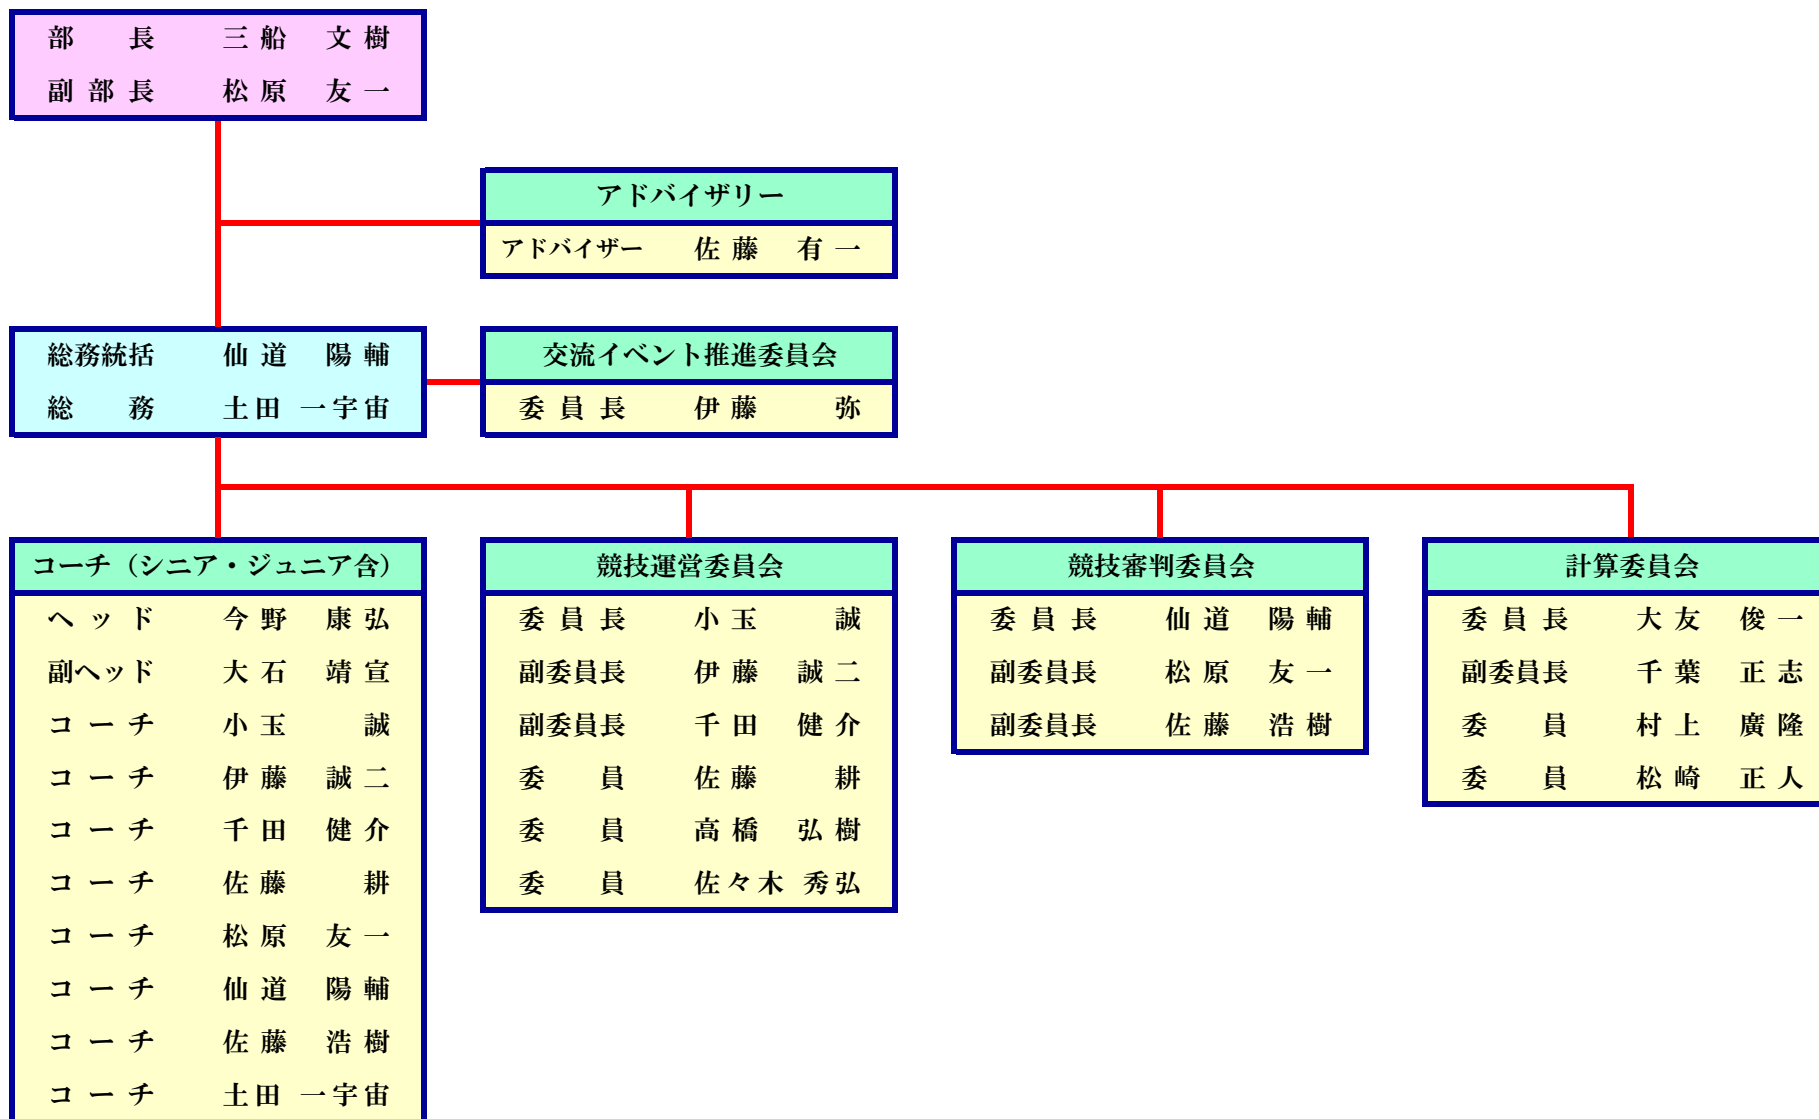 部長 三船 文樹
副部長 松原 友一
アドバイザリー
アドバイザー 佐藤 有一
総務統括 仙道 陽輔
総務 土田 一宇宙
交流イベント推進委員会
委員長 伊藤 弥
コーチ（シニア・ジュニア含）
ヘッド 今野 康弘
副ヘッド 大石 靖宣
コーチ 小玉 誠
コーチ 伊藤 誠二
コーチ 千田 健介
コーチ 佐藤 耕
コーチ 松原 友一
コーチ 仙道 陽輔
コーチ 佐藤 浩樹
コーチ 土田 一宇宙
競技運営委員会
委員長 小玉 誠
副委員長 伊藤 誠二
副委員長 千田 健介
委員 佐藤 耕
委員 高橋 弘樹
委員 佐々木 秀弘
競技審判委員会
委員長 仙道 陽輔
副委員長 松原 友一
副委員長 佐藤 浩樹
計算委員会
委員長 大友 俊一
副委員長 千葉 正志
委員 村上 廣隆
委員 松崎 正人